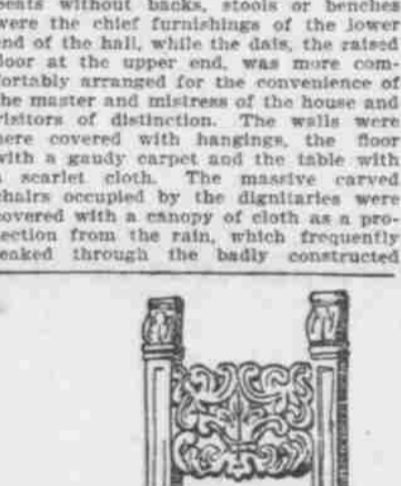 seats without backs, stools or benches
were the chief furnishings of the lower
end of the hall, while the dais, the raised
floor at the upper end, was more com-
fortably arranged for the convenience of
the master and mistress of the house and
visitors of distinction. The walls were
here covered with hangings, the floor
with a gaudy carpet and the table with
a scarlet cloth. The massive carved
chairs occupied by the dignitaries were
covered with a canopy of cloth as a pro-
tection from the rain, which frequently
leaked through the badly constructed